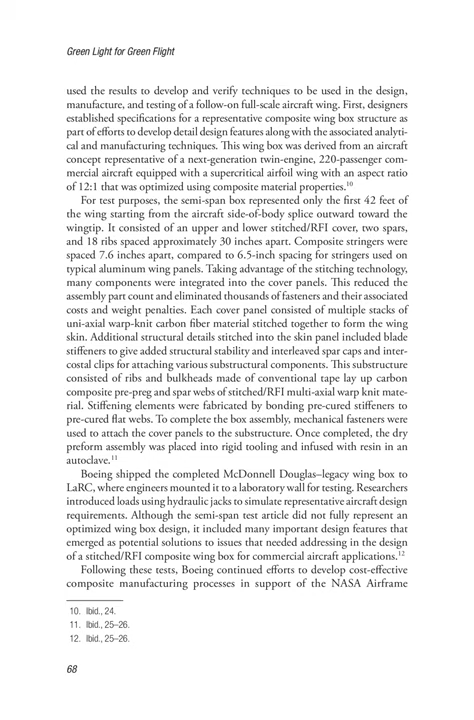 Green Light for Green Flight
used the results to develop and verify techniques to be used in the design,
manufacture, and testing of a follow-on full-scale aircraft wing. First, designers
established specifications for a representative composite wing box structure as
part of efforts to develop detail design features along with the associated analyti-
cal and manufacturing techniques. This wing box was derived from an aircraft
concept representative of a next-generation twin-engine, 220-passenger com-
mercial aircraft equipped with a supercritical airfoil wing with an aspect ratio
of 12:1 that was optimized using composite material properties.10
For test purposes, the semi-span box represented only the first 42 feet of
the wing starting from the aircraft side-of-body splice outward toward the
wingtip. It consisted of an upper and lower stitched/RFI cover, two spars,
and 18 ribs spaced approximately 30 inches apart. Composite stringers were
spaced 7.6 inches apart, compared to 6.5-inch spacing for stringers used on
typical aluminum wing panels. Taking advantage of the stitching technology,
many components were integrated into the cover panels. This reduced the
assembly part count and eliminated thousands of fasteners and their associated
costs and weight penalties. Each cover panel consisted of multiple stacks of
uni-axial warp-knit carbon fiber material stitched together to form the wing
skin. Additional structural details stitched into the skin panel included blade
stiffeners to give added structural stability and interleaved spar caps and inter-
costal clips for attaching various substructural components. This substructure
consisted of ribs and bulkheads made of conventional tape lay up carbon
composite pre-preg and spar webs of stitched/RFI multi-axial warp knit mate-
rial. Stiffening elements were fabricated by bonding pre-cured stiffeners to
pre-cured flat webs. To complete the box assembly, mechanical fasteners were
used to attach the cover panels to the substructure. Once completed, the dry
preform assembly was placed into rigid tooling and infused with resin in an
autoclave.11
Boeing shipped the completed McDonnell Douglas–legacy wing box to
LaRC, where engineers mounted it to a laboratory wall for testing. Researchers
introduced loads using hydraulic jacks to simulate representative aircraft design
requirements. Although the semi-span test article did not fully represent an
optimized wing box design, it included many important design features that
emerged as potential solutions to issues that needed addressing in the design
of a stitched/RFI composite wing box for commercial aircraft applications.12
Following these tests, Boeing continued efforts to develop cost-effective
composite manufacturing processes in support of the NASA Airframe
10. Ibid., 24.
11. Ibid., 25–26.
12. Ibid., 25–26.
68